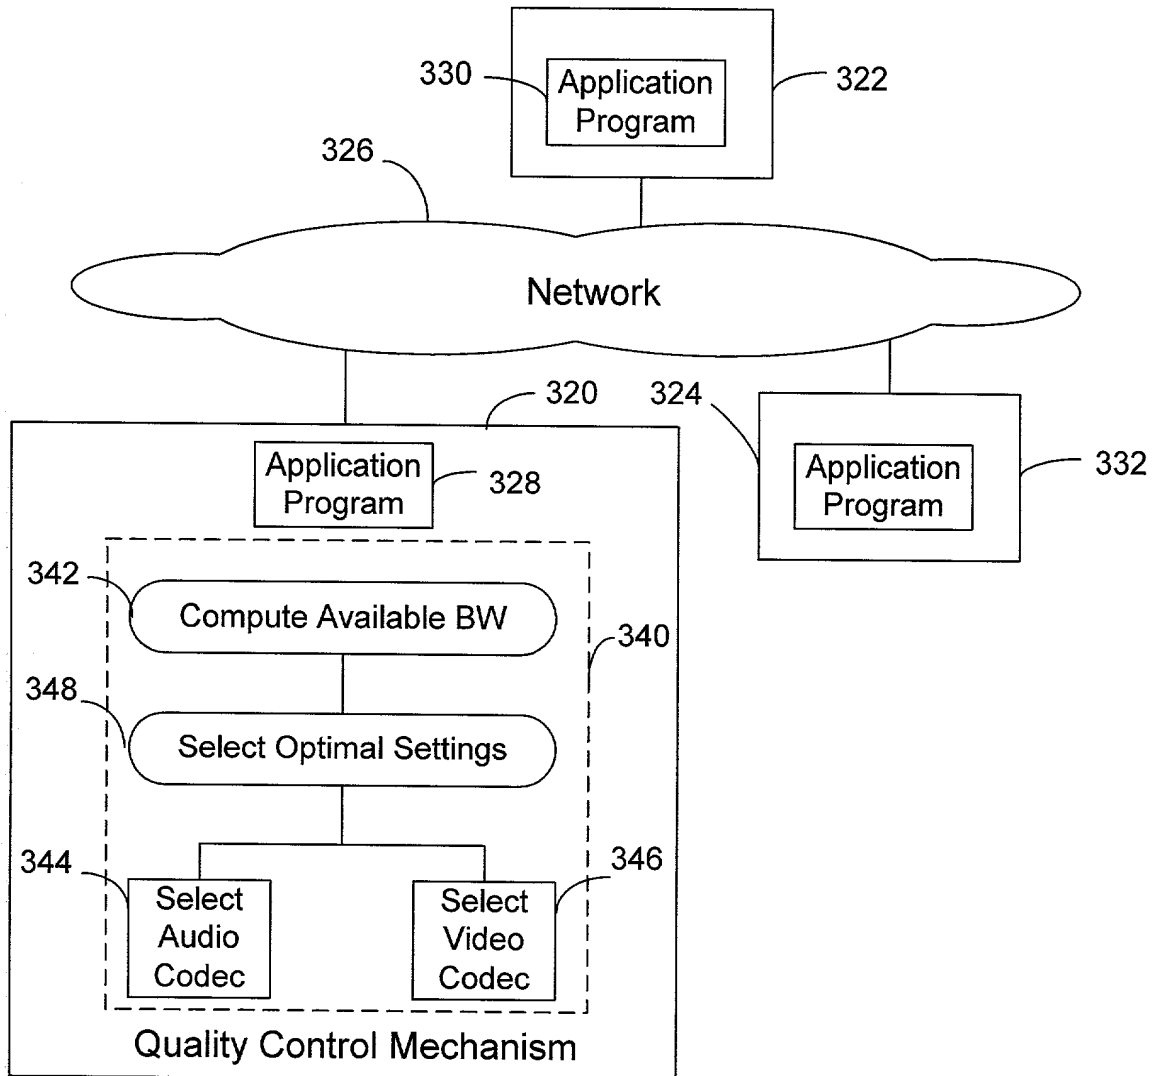 330
Application
Program
322
326
Network
320
324
Application
Program
328
Application
Program
332
342
Compute Available BW
340
348
Select Optimal Settings
344
Select
Audio
Codec
346
Select
Video
Codec
Quality Control Mechanism